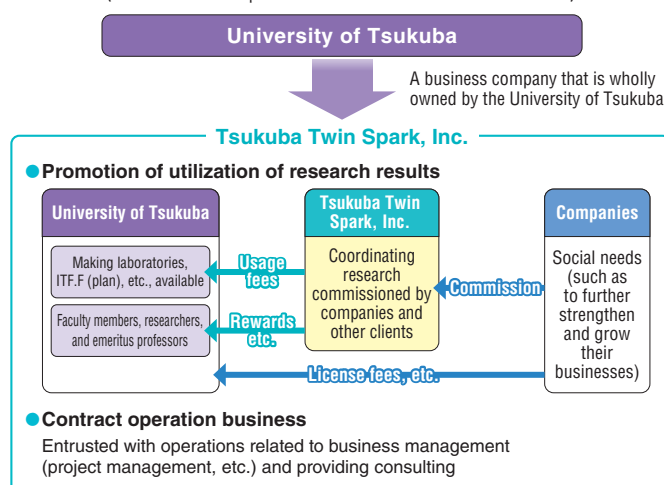 University of Tsukuba
A business company that is wholly
owned by the University of Tsukuba
Tsukuba Twin Spark, Inc.
● Promotion of utilization of research results
University of Tsukuba
Making laboratories,
ITF.F (plan), etc., available
Faculty members, researchers,
and emeritus professors
Usage
fees
Rewards
etc.
Tsukuba Twin
Spark, Inc.
Coordinating
research
commissioned by
companies and
other clients
Commission
License fees, etc.
Companies
Social needs
(such as
to further
strengthen
and grow
their
businesses)
● Contract operation business
Entrusted with operations related to business management
(project management, etc.) and providing consulting